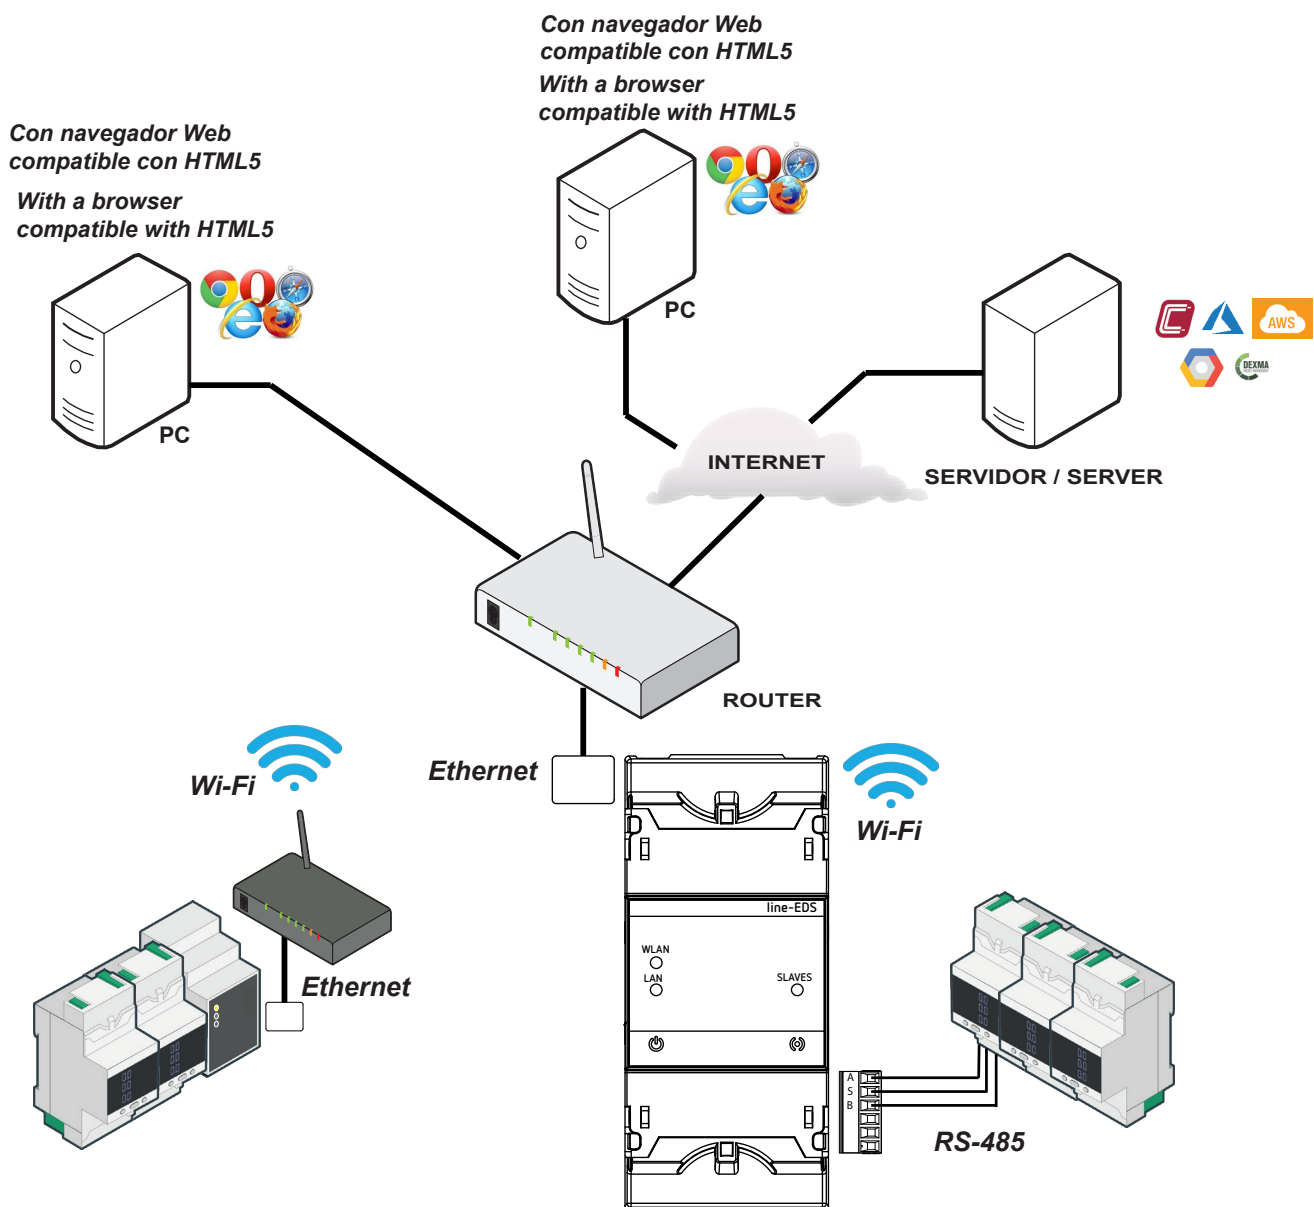 Con navegador Web
compatible con HTML5
With a browser
compatible with HTML5
Con navegador Web
compatible con HTML5
With a browser
compatible with HTML5
PC
PC
AWS
DEXMA
INTERNET
SERVIDOR / SERVER
ROUTER
Ethernet
Wi-Fi
Wi-Fi
line-EDS
WLAN
LAN
SLAVES
Ethernet
A
S
B
RS-485